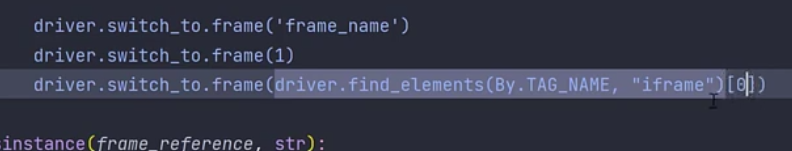 driver.switch_to.frame('frame_name')
driver.switch_to.frame(1)
driver.switch_to.frame(driver.find_elements(By.TAG_NAME, "iframe")[0])
sinstance(frame_reference, str):